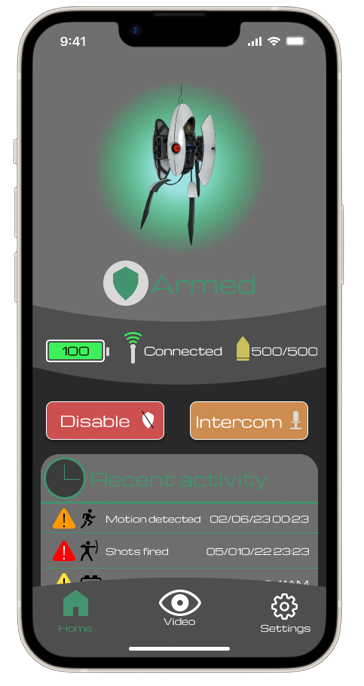 9:41
Armed
100 Connected 500/500
Disable Intercom
Recent activity
Motion detected 02/06/23 00:23
Shots fired 05/010/22 23:23
Home Video Settings